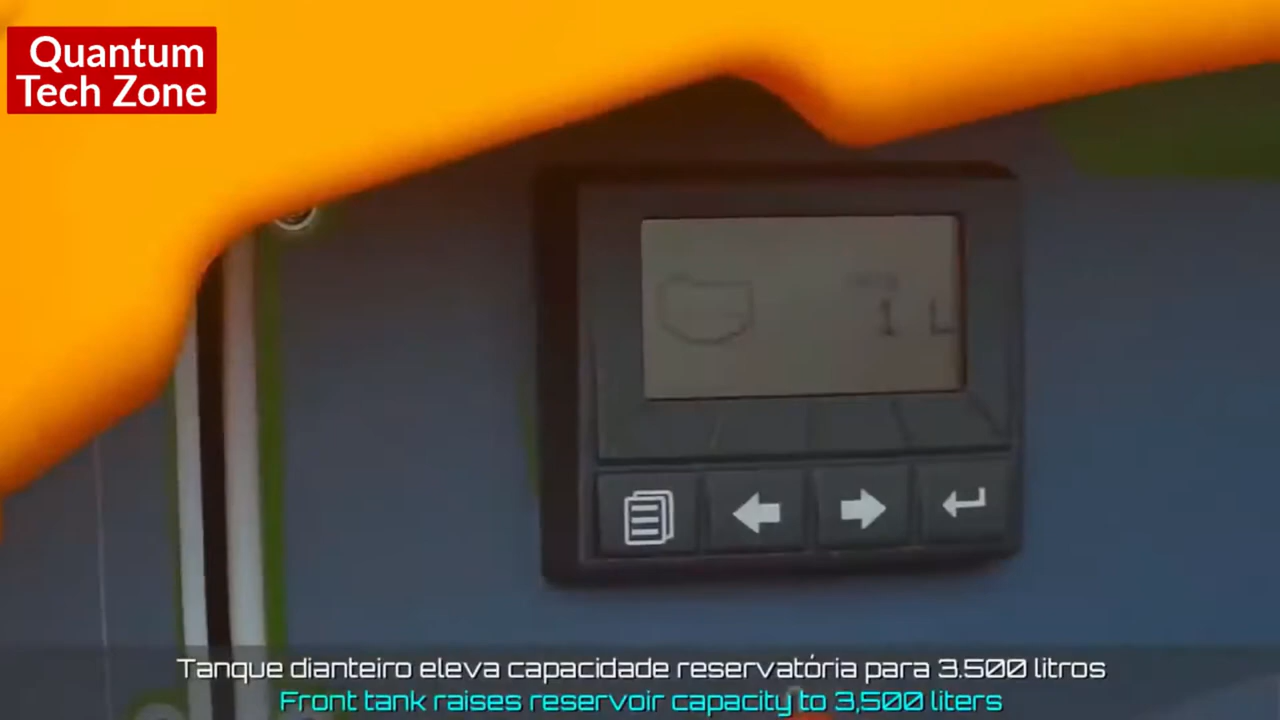 Quantum
Tech Zone
1 L
Tanque dianteiro eleva capacidade reservatória para 3.500 litros
Front tank raises reservoir capacity to 3,500 liters